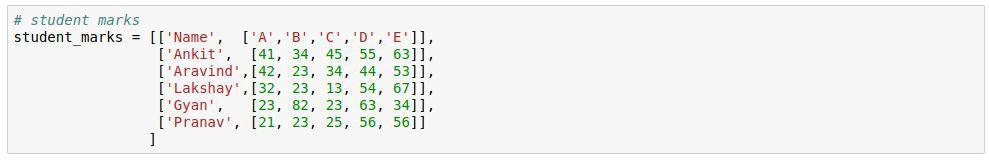 # student marks
student_marks = [['Name',  ['A','B','C','D','E']],
                 ['Ankit',  [41, 34, 45, 55, 63]],
                 ['Aravind',[42, 23, 34, 44, 53]],
                 ['Lakshay',[32, 23, 13, 54, 67]],
                 ['Gyan',   [23, 82, 23, 63, 34]],
                 ['Pranav', [21, 23, 25, 56, 56]]
                ]